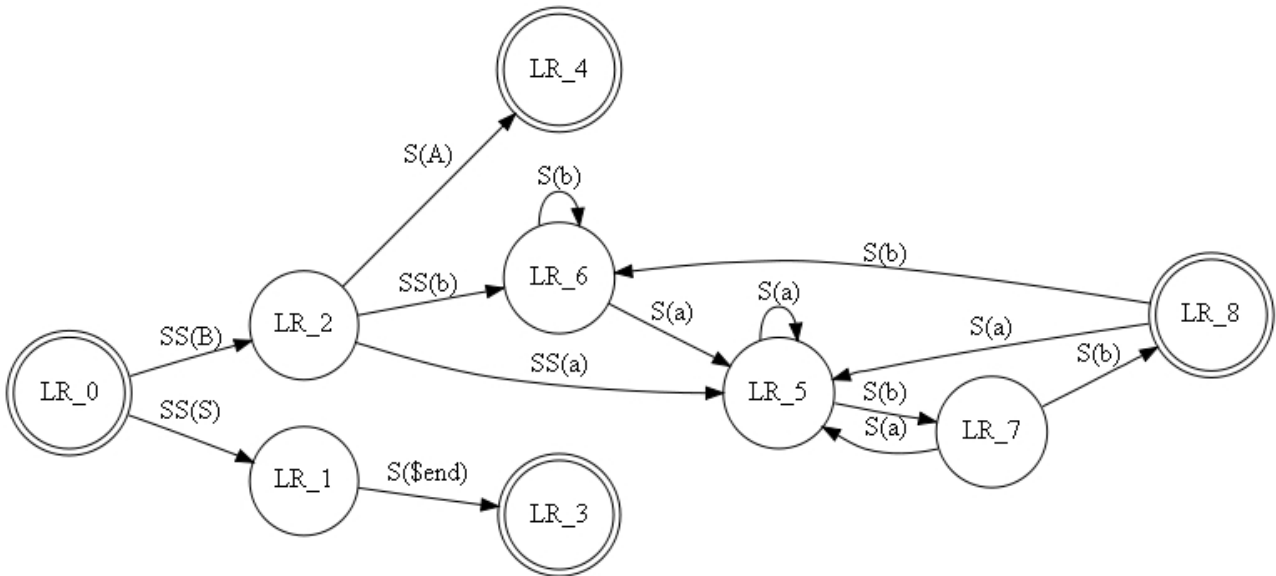 LR_4
S(A)
S(b)
S(b)
LR_6
SS(b)
S(a)
S(a)
LR_8
SS(B)
LR_2
S(a)
S(b)
SS(a)
LR_0
LR_5
S(b)
SS(S)
S(a)
LR_7
LR_1
S($end)
LR_3